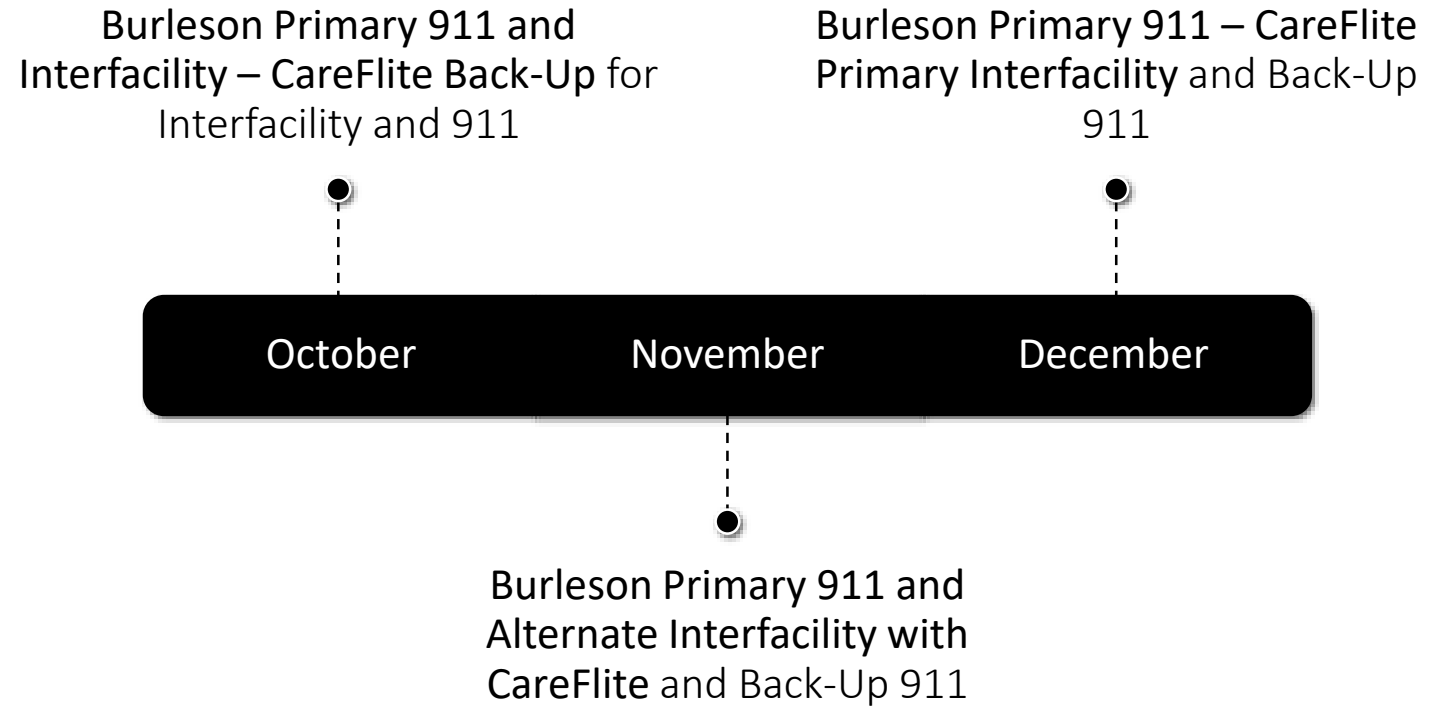 Burleson Primary 911 and
Interfacility – CareFlite Back-Up for
Interfacility and 911
Burleson Primary 911 – CareFlite
Primary Interfacility and Back-Up
911
October
November
December
Burleson Primary 911 and
Alternate Interfacility with
CareFlite and Back-Up 911